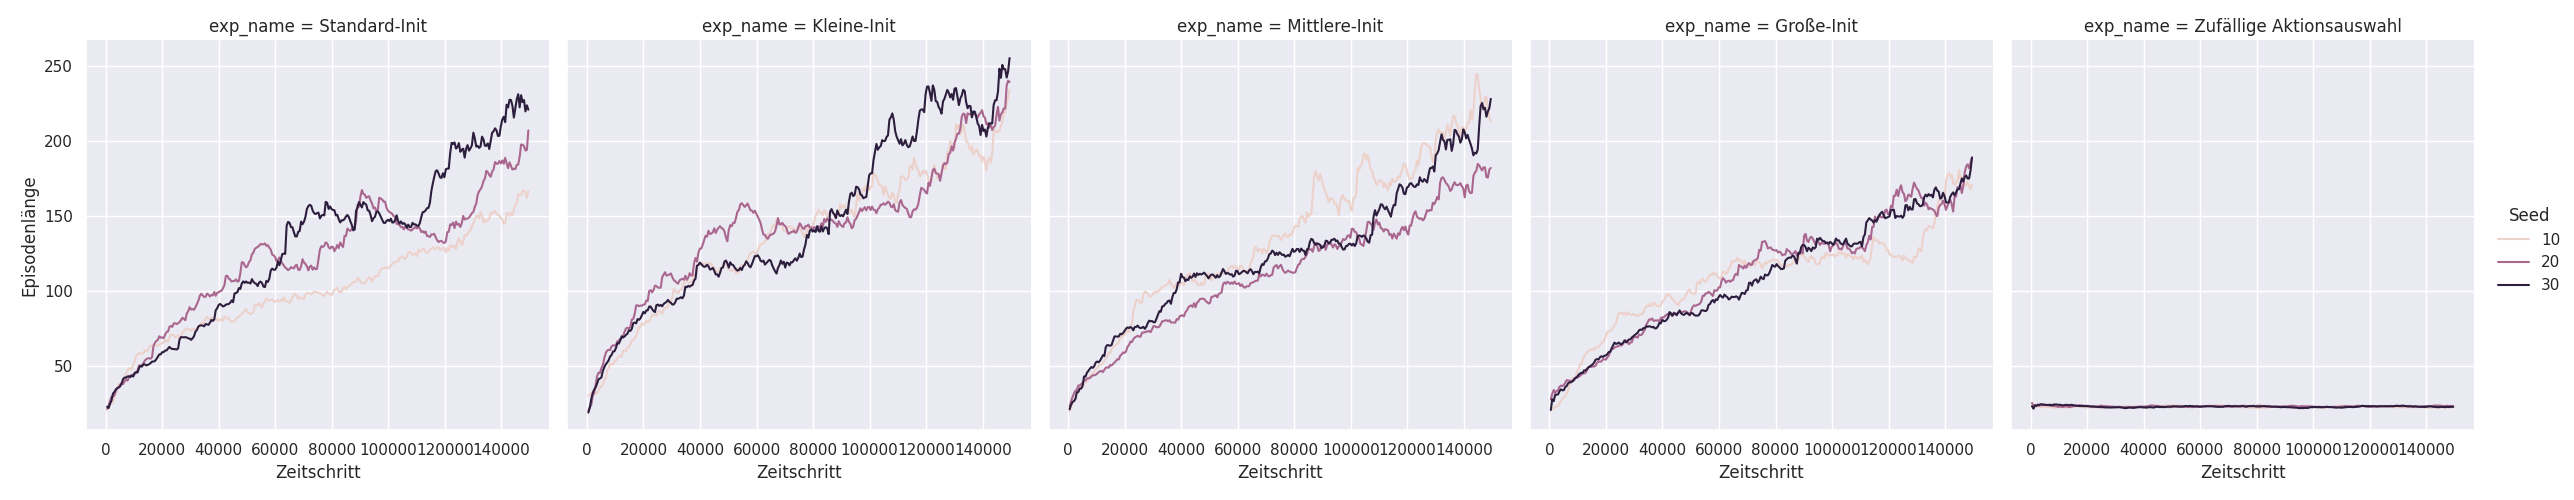 exp_name = Standard-Init
exp_name = Kleine-Init
exp_name = Mittlere-Init
exp_name = Große-Init
exp_name = Zufällige Aktionsauswahl
Episodenlänge
250
200
150
100
50
0 20000 40000 60000 80000 100000 120000 140000
Zeitschritt
0 20000 40000 60000 80000 100000 120000 140000
Zeitschritt
0 20000 40000 60000 80000 100000 120000 140000
Zeitschritt
0 20000 40000 60000 80000 100000 120000 140000
Zeitschritt
0 20000 40000 60000 80000 100000 120000 140000
Zeitschritt
Seed
10
20
30